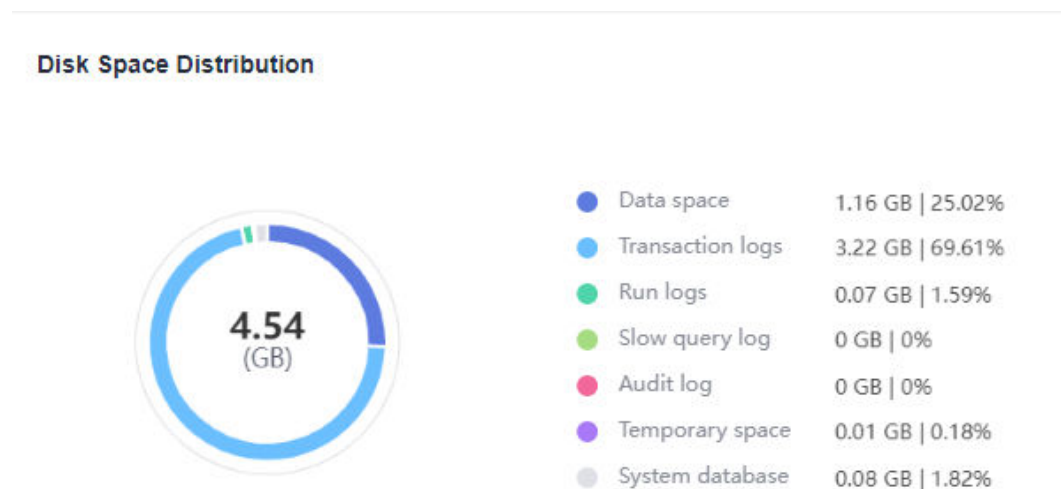 Disk Space Distribution
4.54
(GB)
Data space 1.16 GB | 25.02%
Transaction logs 3.22 GB | 69.61%
Run logs 0.07 GB | 1.59%
Slow query log 0 GB | 0%
Audit log 0 GB | 0%
Temporary space 0.01 GB | 0.18%
System database 0.08 GB | 1.82%